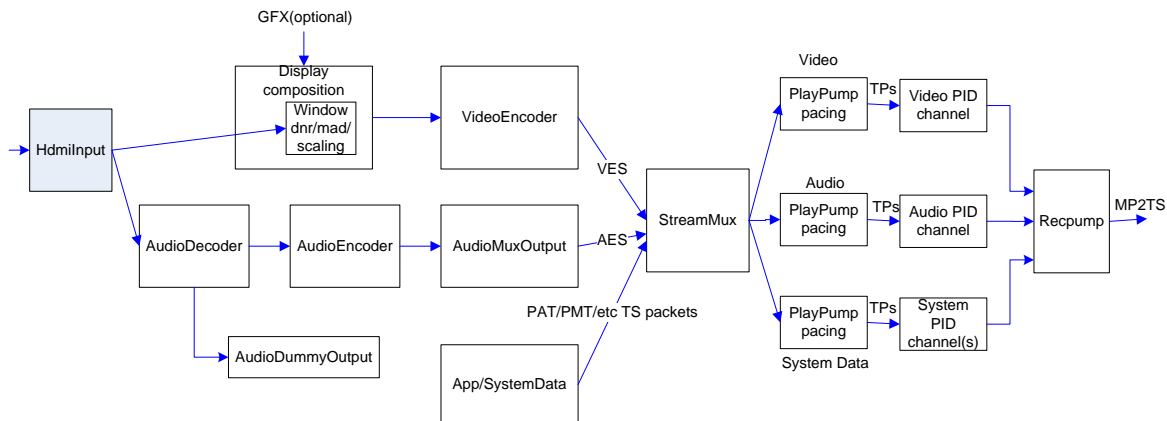 GFX(optional)
Display
composition
Window
dnr/mad/
scaling
HdmiInput
VideoEncoder
VES
AudioDecoder
AudioEncoder
AudioMuxOutput
AES
AudioDummyOutput
PAT/PMT/etc TS packets
App/SystemData
StreamMux
Video
PlayPump
pacing
TPs
Video PID
channel
Audio
PlayPump
pacing
TPs
Audio PID
channel
PlayPump
pacing
System Data
TPs
System
PID
channel(s)
Recpump
MP2TS